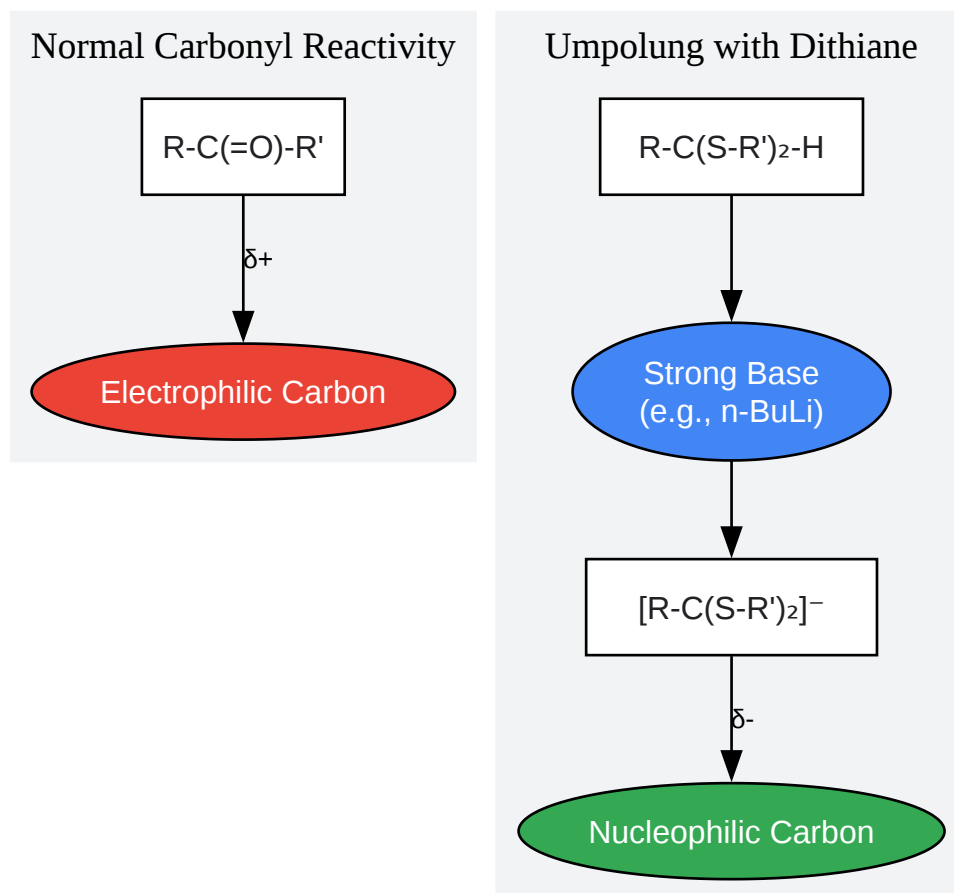 Normal Carbonyl Reactivity
R-C(=O)-R'
δ+
Electrophilic Carbon
Umpolung with Dithiane
R-C(S-R')₂-H
Strong Base
(e.g., n-BuLi)
[R-C(S-R')₂]⁻
δ-
Nucleophilic Carbon